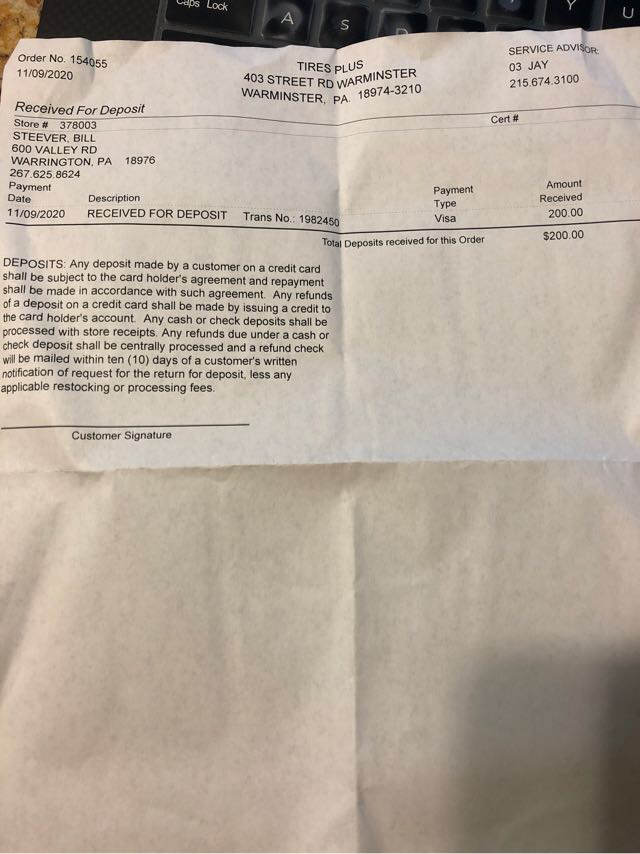 Caps Lock
A
S
D
Y
U
Order No. 154055
11/09/2020
TIRES PLUS
403 STREET RD WARMINSTER
WARMINSTER, PA. 18974-3210
SERVICE ADVISOR:
03 JAY
215.674.3100
Received For Deposit
Store # 378003
Cert #
STEEVER, BILL
600 VALLEY RD
WARRINGTON, PA 18976
267.625.8624
Payment Date Description Payment Type Amount Received
11/09/2020 RECEIVED FOR DEPOSIT Trans No.: 1982450 Visa 200.00
Total Deposits received for this Order $200.00
DEPOSITS: Any deposit made by a customer on a credit card
shall be subject to the card holder's agreement and repayment
shall be made in accordance with such agreement. Any refunds
of a deposit on a credit card shall be made by issuing a credit to
the card holder's account. Any cash or check deposits shall be
processed with store receipts. Any refunds due under a cash or
check deposit shall be centrally processed and a refund check
will be mailed within ten (10) days of a customer's written
notification of request for the return for deposit, less any
applicable restocking or processing fees.
Customer Signature